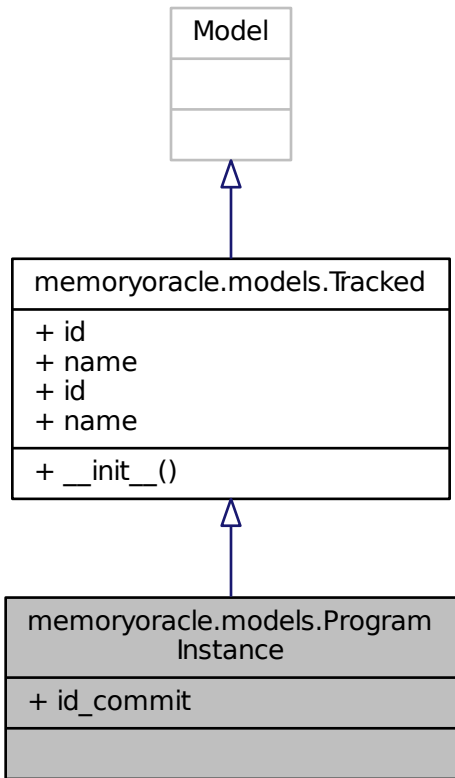 Model
memoryoracle.models.Tracked
+ id
+ name
+ id
+ name
+ __init__()
memoryoracle.models.Program
Instance
+ id_commit